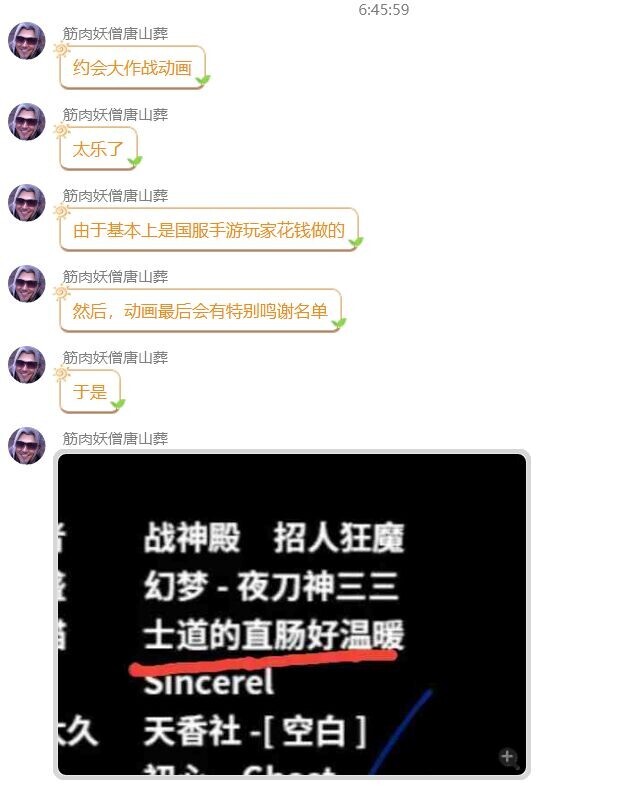 6:45:59
筋肉妖僧唐山葬
约会大作战动画
筋肉妖僧唐山葬
太乐了
筋肉妖僧唐山葬
由于基本上是国服手游玩家花钱做的
筋肉妖僧唐山葬
然后，动画最后会有特别鸣谢名单
筋肉妖僧唐山葬
于是
筋肉妖僧唐山葬
战神殿 招人狂魔
幻梦 - 夜刀神三三
士道的直肠好温暖
Sincerel
久 天香社 -[ 空白 ]
初心 Ghost